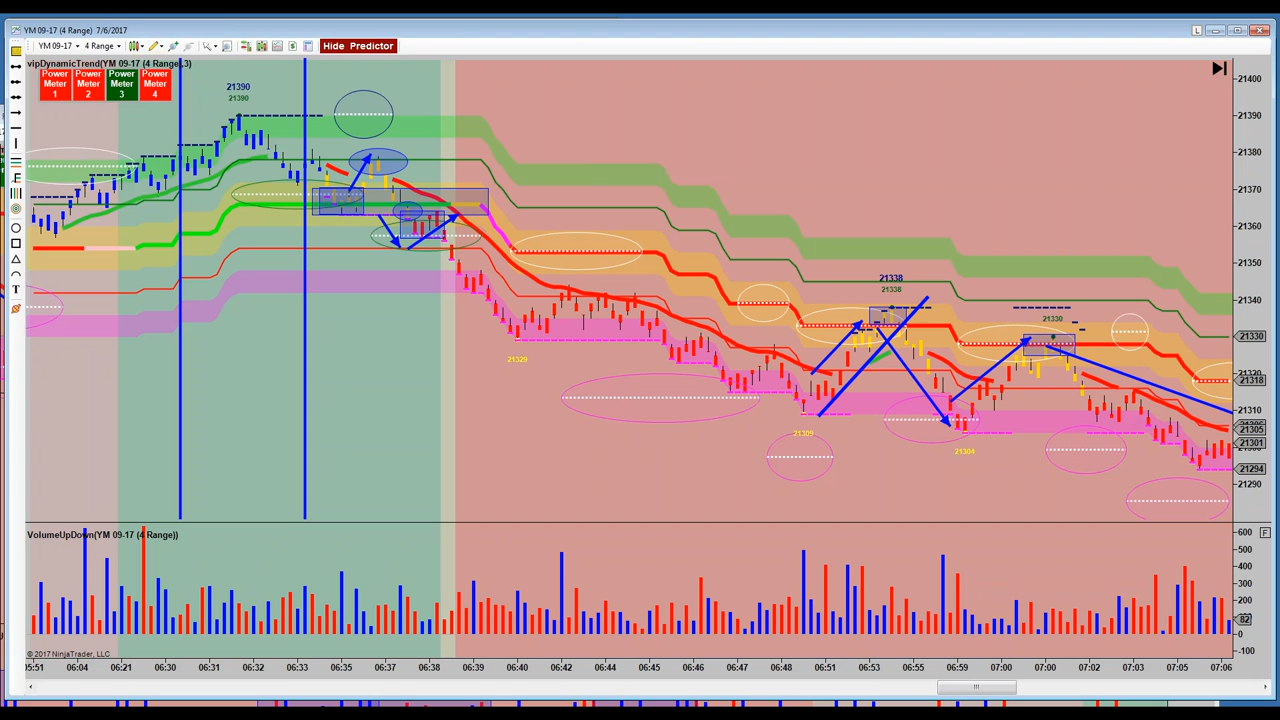 YM 09-17 (4 Range) 7/6/2017
YM 09-17 4 Range $ Hide Predictor
vipDynamicTrend(YM 09-17 (4 Range),3)
Power Meter 1
Power Meter 2
Power Meter 3
Power Meter 4
21390
21390
21338
21338
21330
21329
21309
21304
21400
21390
21380
21370
21360
21350
21340
21330
21318
21310
21305
21301
21294
21290
VolumeUpDown(YM 09-17 (4 Range))
F
600
500
400
300
200
82
0
-100
© 2017 NinjaTrader, LLC
05:51 06:04 06:21 06:30 06:31 06:32 06:33 06:35 06:37 06:38 06:39 06:40 06:42 06:44 06:45 06:46 06:47 06:48 06:51 06:53 06:55 06:59 07:00 07:00 07:02 07:03 07:05 07:06